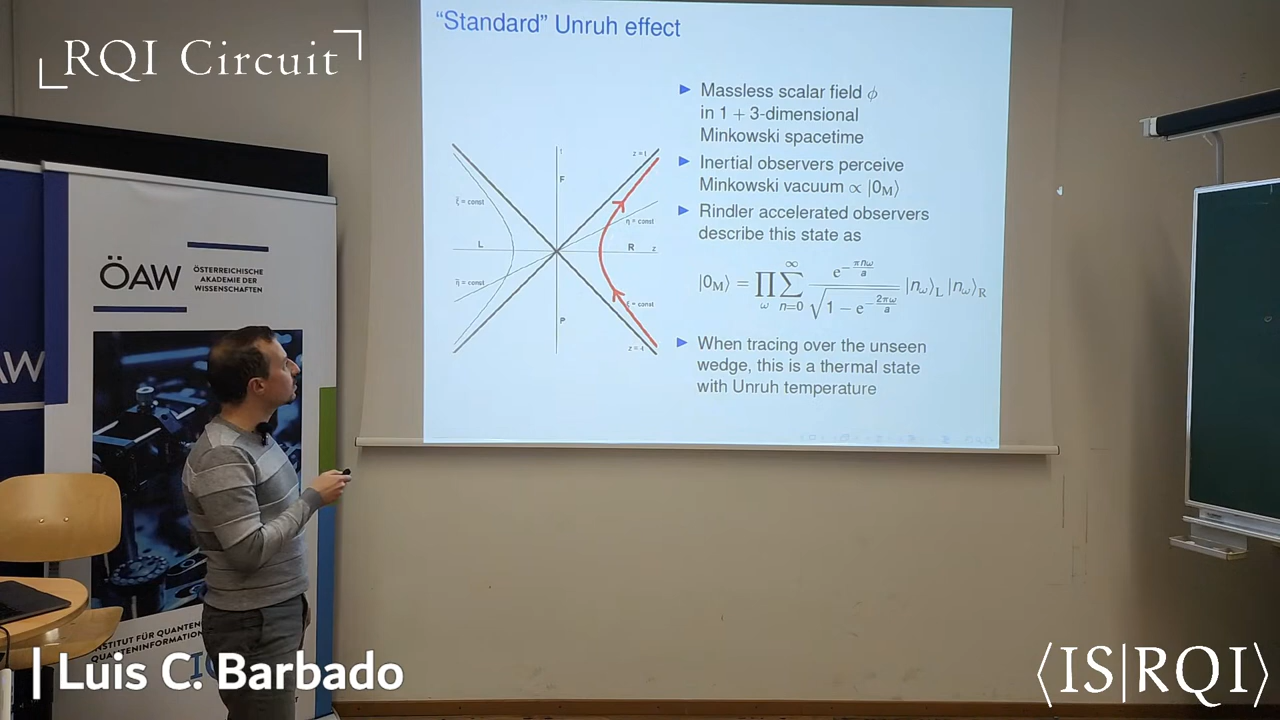 RQI Circuit
"Standard" Unruh effect
▶ Massless scalar field ϕ
in 1 + 3-dimensional
Minkowski spacetime
▶ Inertial observers perceive
Minkowski vacuum ∝ |0_M⟩
▶ Rindler accelerated observers
describe this state as
|0_M⟩ = ∏_ω ∑_{n=0}^{∞} e^{-πnω/a} / √(1 − e^{-2πω/a}) |n_ω⟩_L |n_ω⟩_R
▶ When tracing over the unseen
wedge, this is a thermal state
with Unruh temperature
t
z = t
F
ξ̄ = const
η = const
L
R
z
η̄ = const
ξ = const
P
z = -t
ÖAW
ÖSTERREICHISCHE
AKADEMIE DER
WISSENSCHAFTEN
AW
INSTITUT FÜR QUANTEN
QUANTENINFORMATION
Luis C. Barbado
⟨IS|RQI⟩